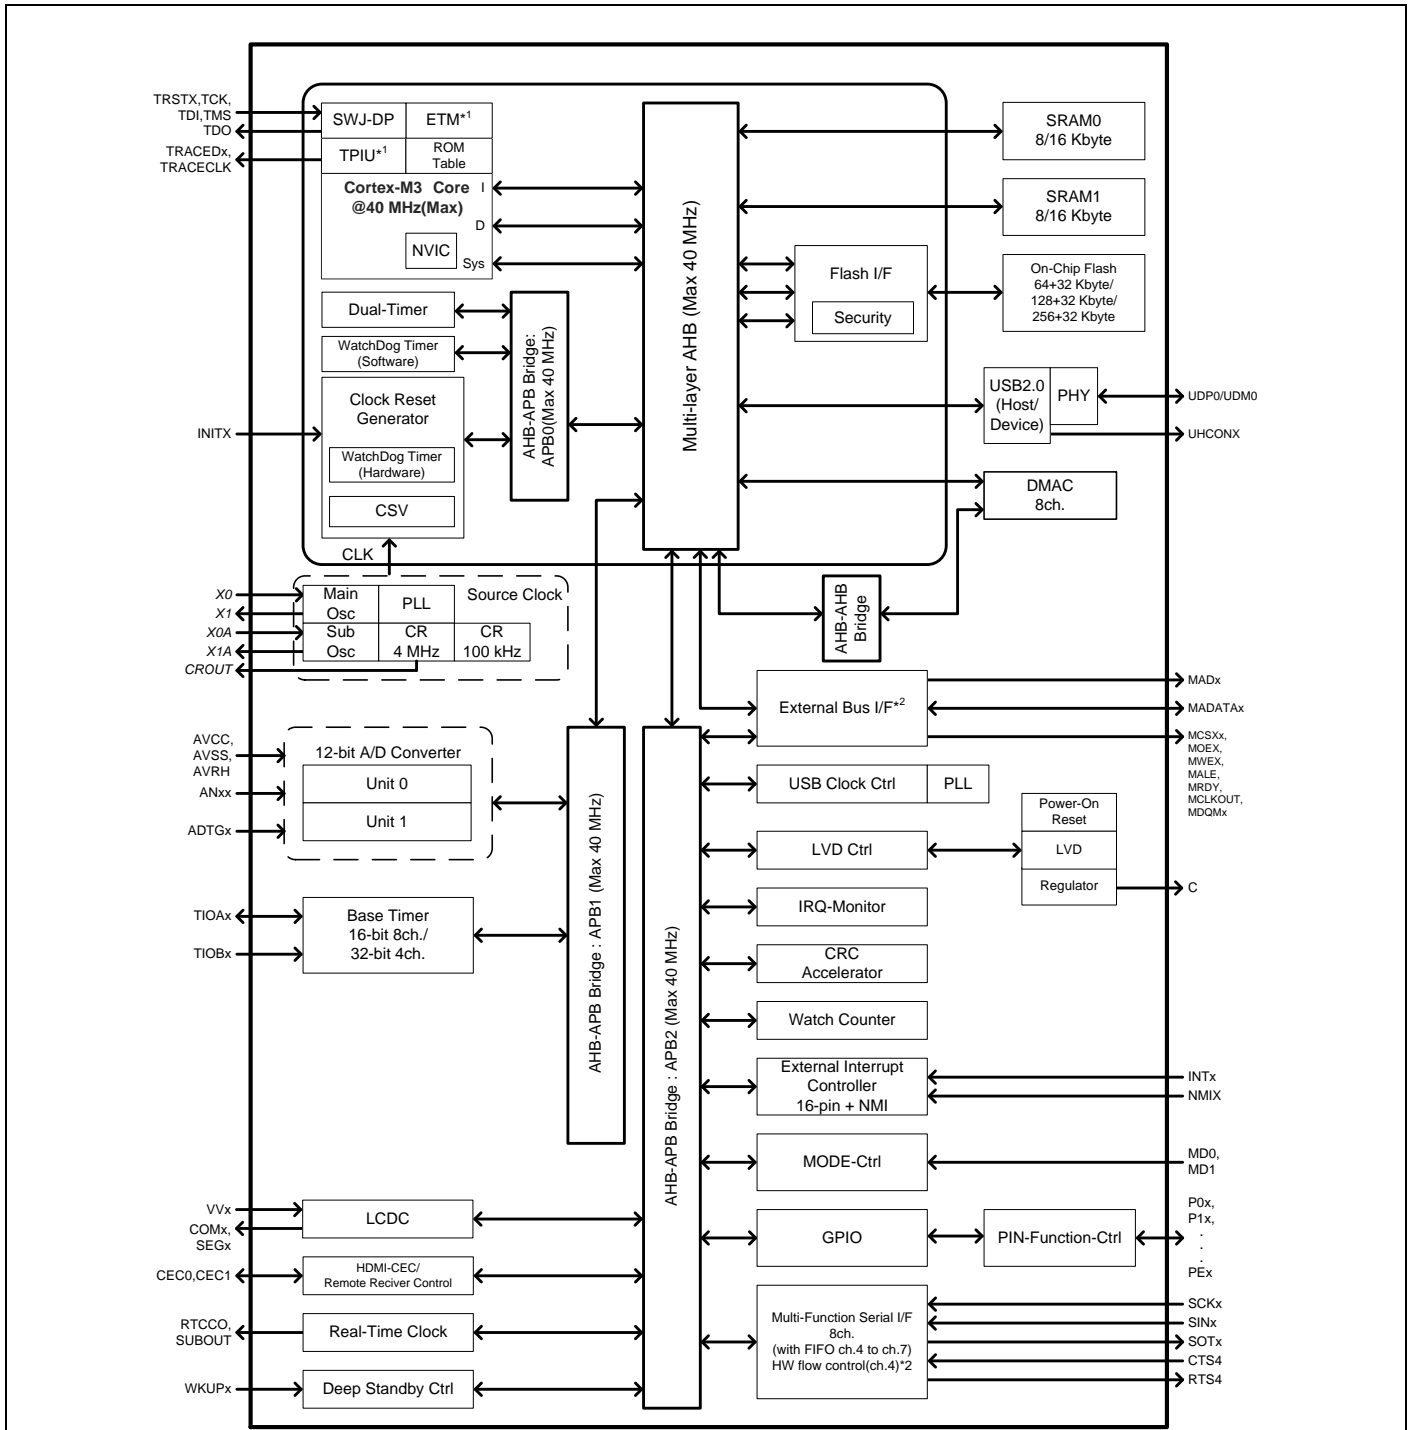 TRSTX,TCK,
TDI,TMS
TDO
TRACEDx,
TRACECLK
SWJ-DP
ETM*1
TPIU*1
ROM
Table
Cortex-M3 Core
@40 MHz(Max)
I
D
Sys
NVIC
Dual-Timer
WatchDog Timer
(Software)
Clock Reset
Generator
WatchDog Timer
(Hardware)
CSV
INITX
CLK
AHB-APB Bridge:
APB0(Max 40 MHz)
Multi-layer AHB (Max 40 MHz)
SRAM0
8/16 Kbyte
SRAM1
8/16 Kbyte
Flash I/F
Security
On-Chip Flash
64+32 Kbyte/
128+32 Kbyte/
256+32 Kbyte
USB2.0
(Host/
Device)
PHY
UDP0/UDM0
UHCONX
DMAC
8ch.
AHB-AHB
Bridge
X0
X1
X0A
X1A
CROUT
Main
Osc
PLL
Source Clock
Sub
Osc
CR
4 MHz
CR
100 kHz
AVCC,
AVSS,
AVRH
ANxx
ADTGx
12-bit A/D Converter
Unit 0
Unit 1
TIOAx
TIOBx
Base Timer
16-bit 8ch./
32-bit 4ch.
AHB-APB Bridge : APB1 (Max 40 MHz)
AHB-APB Bridge : APB2 (Max 40 MHz)
External Bus I/F*2
MADx
MADATAx
MCSXx,
MOEX,
MWEX,
MALE,
MRDY,
MCLKOUT,
MDQMx
USB Clock Ctrl
PLL
LVD Ctrl
Power-On
Reset
LVD
Regulator
C
IRQ-Monitor
CRC
Accelerator
Watch Counter
External Interrupt
Controller
16-pin + NMI
INTx
NMIX
MODE-Ctrl
MD0,
MD1
GPIO
PIN-Function-Ctrl
P0x,
P1x,
.
.
.
PEx
Multi-Function Serial I/F
8ch.
(with FIFO ch.4 to ch.7)
HW flow control(ch.4)*2
SCKx
SINx
SOTx
CTS4
RTS4
VVx
COMx,
SEGx
LCDC
CEC0,CEC1
HDMI-CEC/
Remote Reciver Control
RTCCO,
SUBOUT
Real-Time Clock
WKUPx
Deep Standby Ctrl